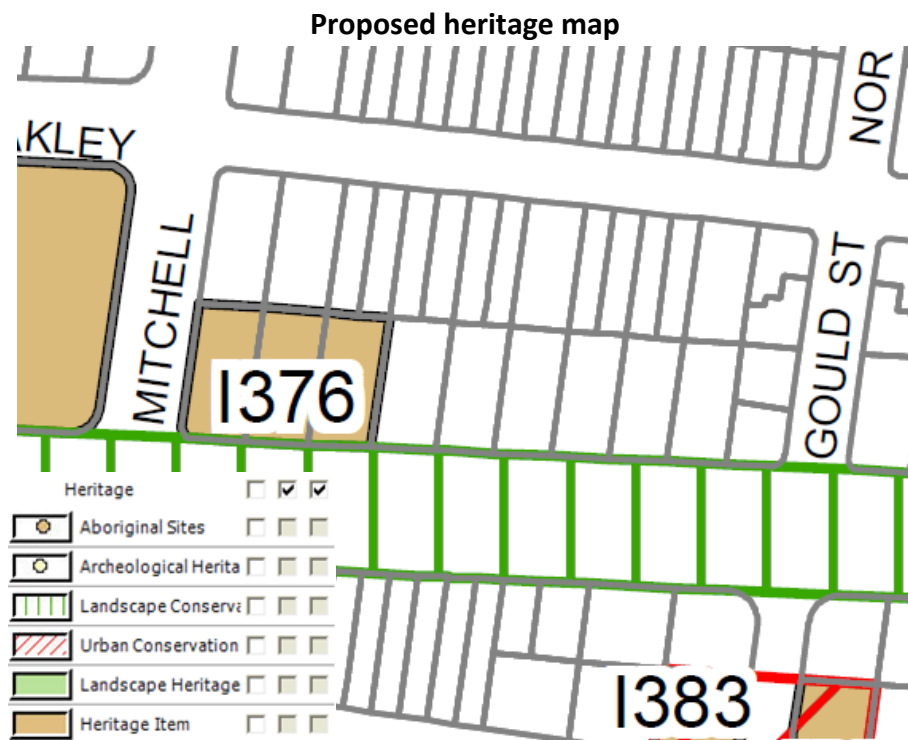 Proposed heritage map
NOR
AKLEY
MITCHELL
GOULD ST
I376
Heritage
Aboriginal Sites
Archeological Herita
Landscape Conserva
Urban Conservation
Landscape Heritage
Heritage Item
I383